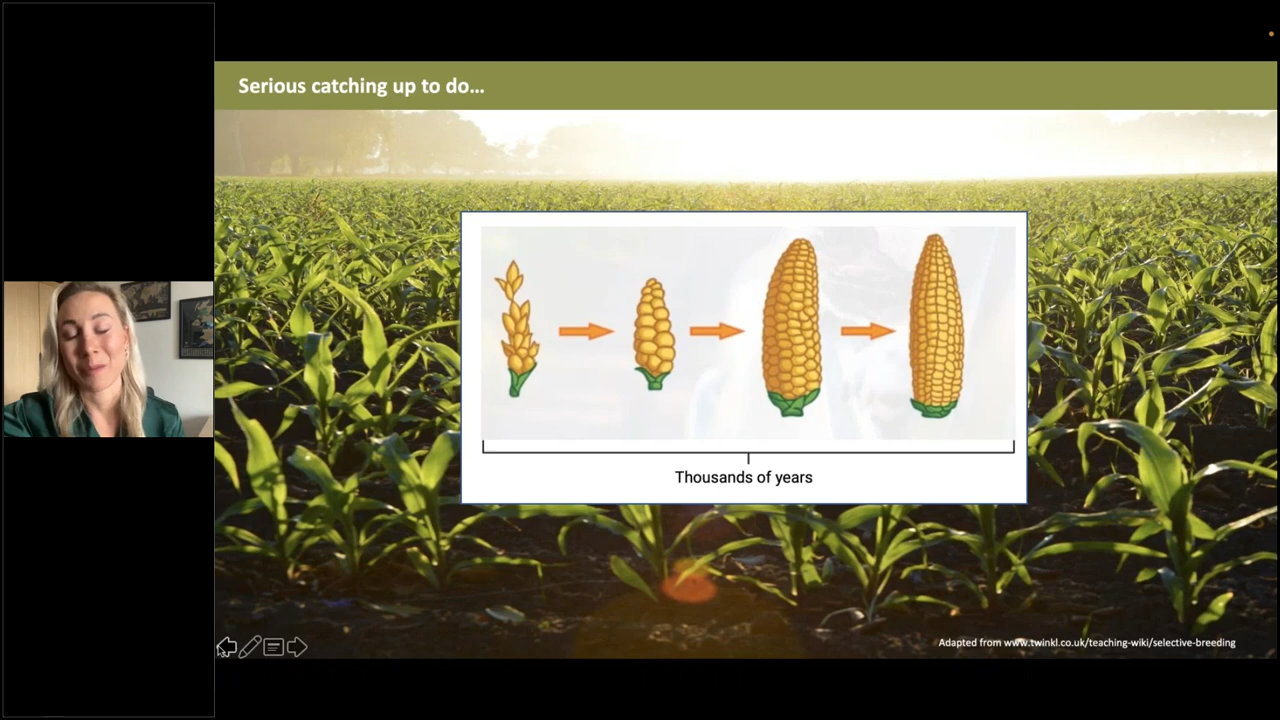 Serious catching up to do...
Thousands of years
Adapted from www.twinkl.co.uk/teaching-wiki/selective-breeding